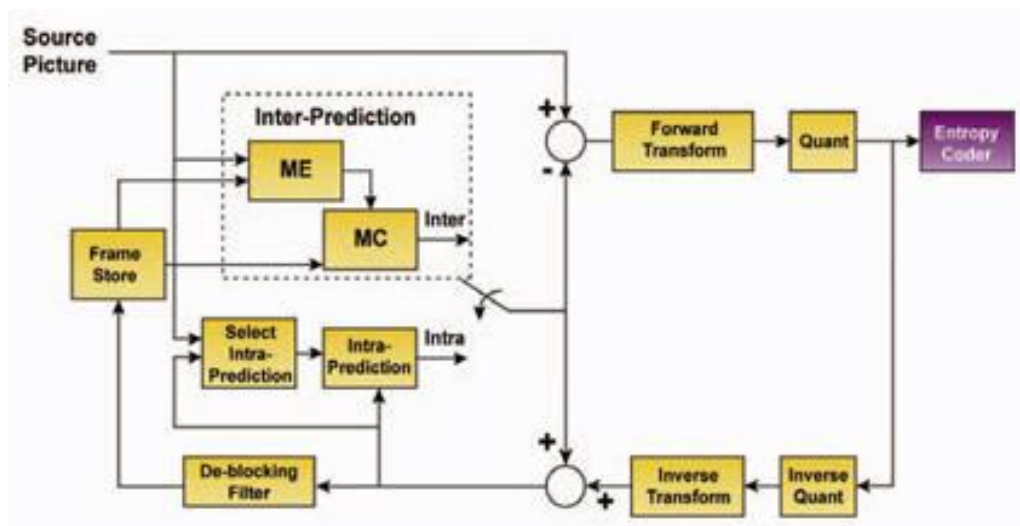 Source
Picture
Inter-Prediction
+
Forward
Transform
Quant
Entropy
Coder
-
ME
MC
Inter
Frame
Store
Select
Intra-
Prediction
Intra-
Prediction
Intra
+
De-blocking
Filter
+
Inverse
Transform
Inverse
Quant